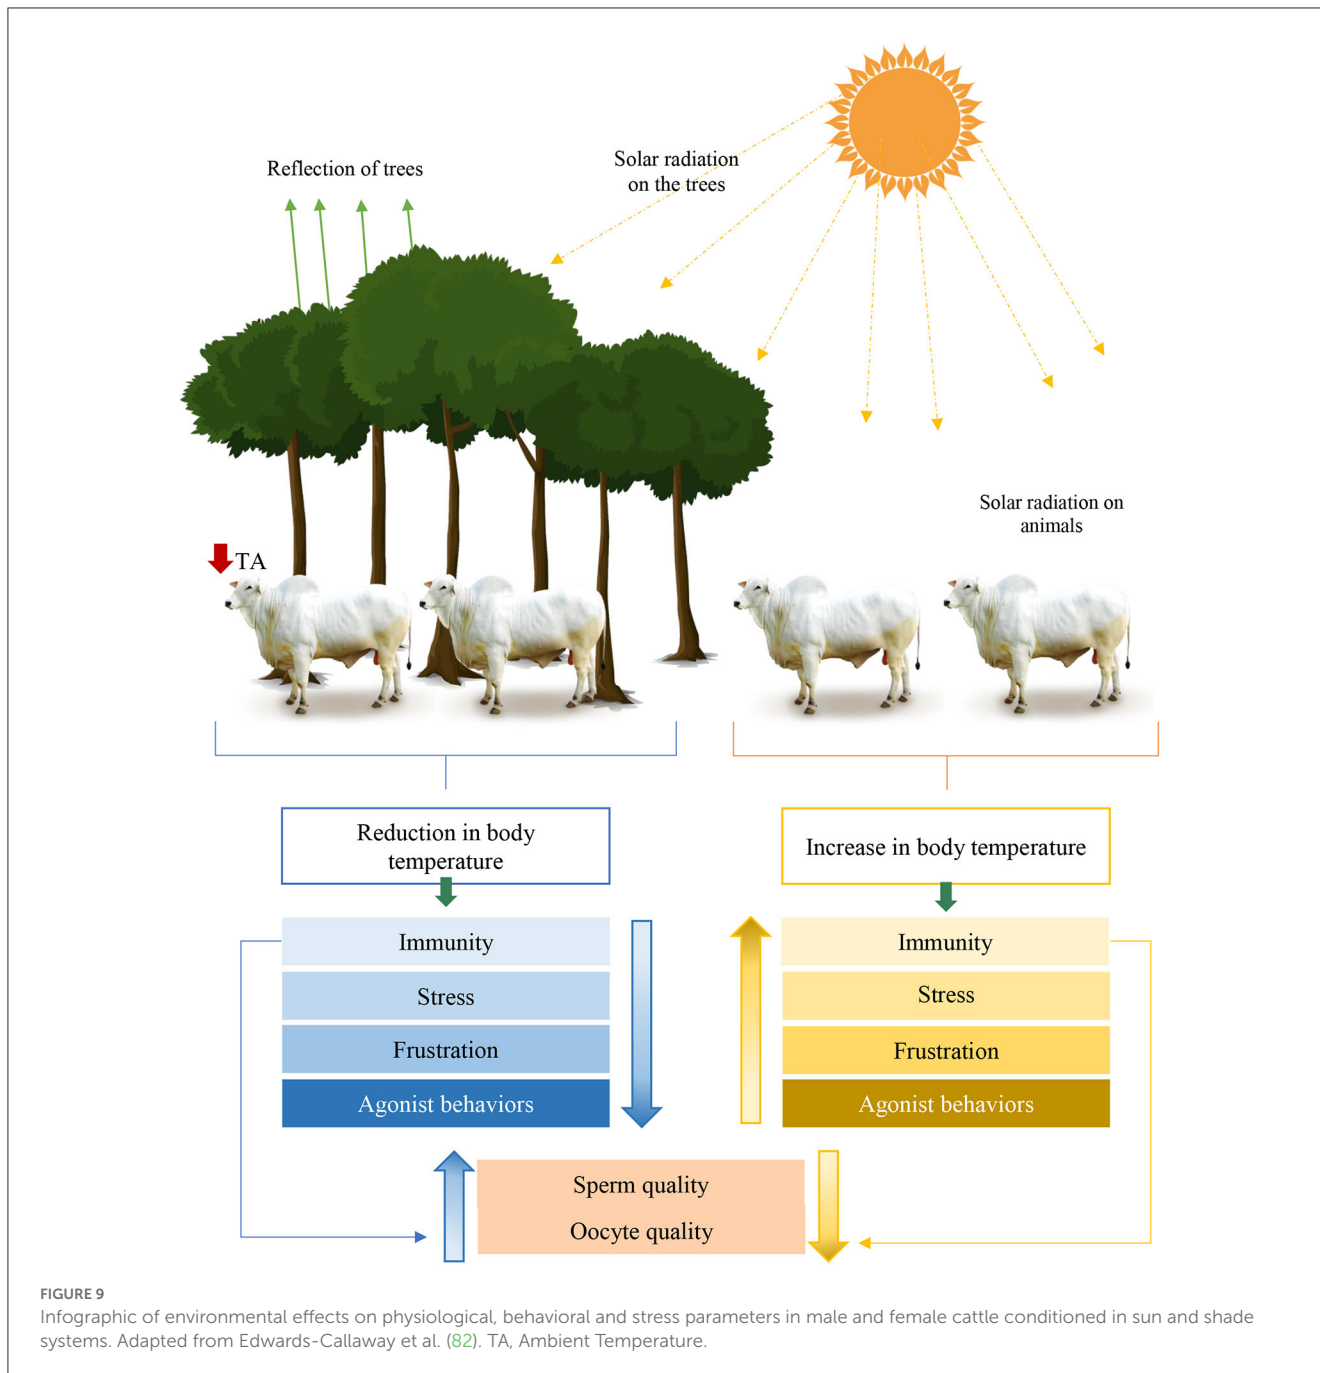 Reflection of trees
Solar radiation
on the trees
Solar radiation on
animals
TA
Reduction in body
temperature
Increase in body temperature
Immunity
Stress
Frustration
Agonist behaviors
Immunity
Stress
Frustration
Agonist behaviors
Sperm quality
Oocyte quality
FIGURE 9
Infographic of environmental effects on physiological, behavioral and stress parameters in male and female cattle conditioned in sun and shade
systems. Adapted from Edwards-Callaway et al. (82). TA, Ambient Temperature.